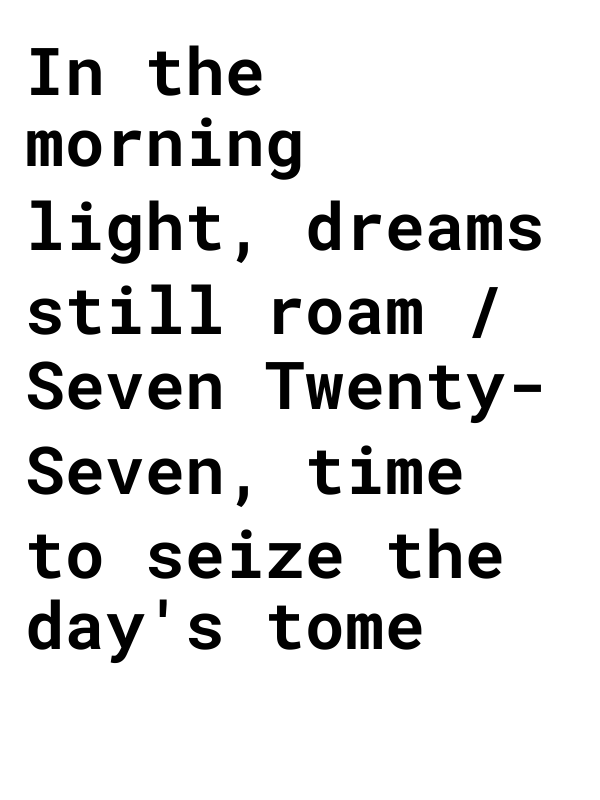 In the
morning
light, dreams
still roam /
Seven Twenty-
Seven, time
to seize the
day's tome